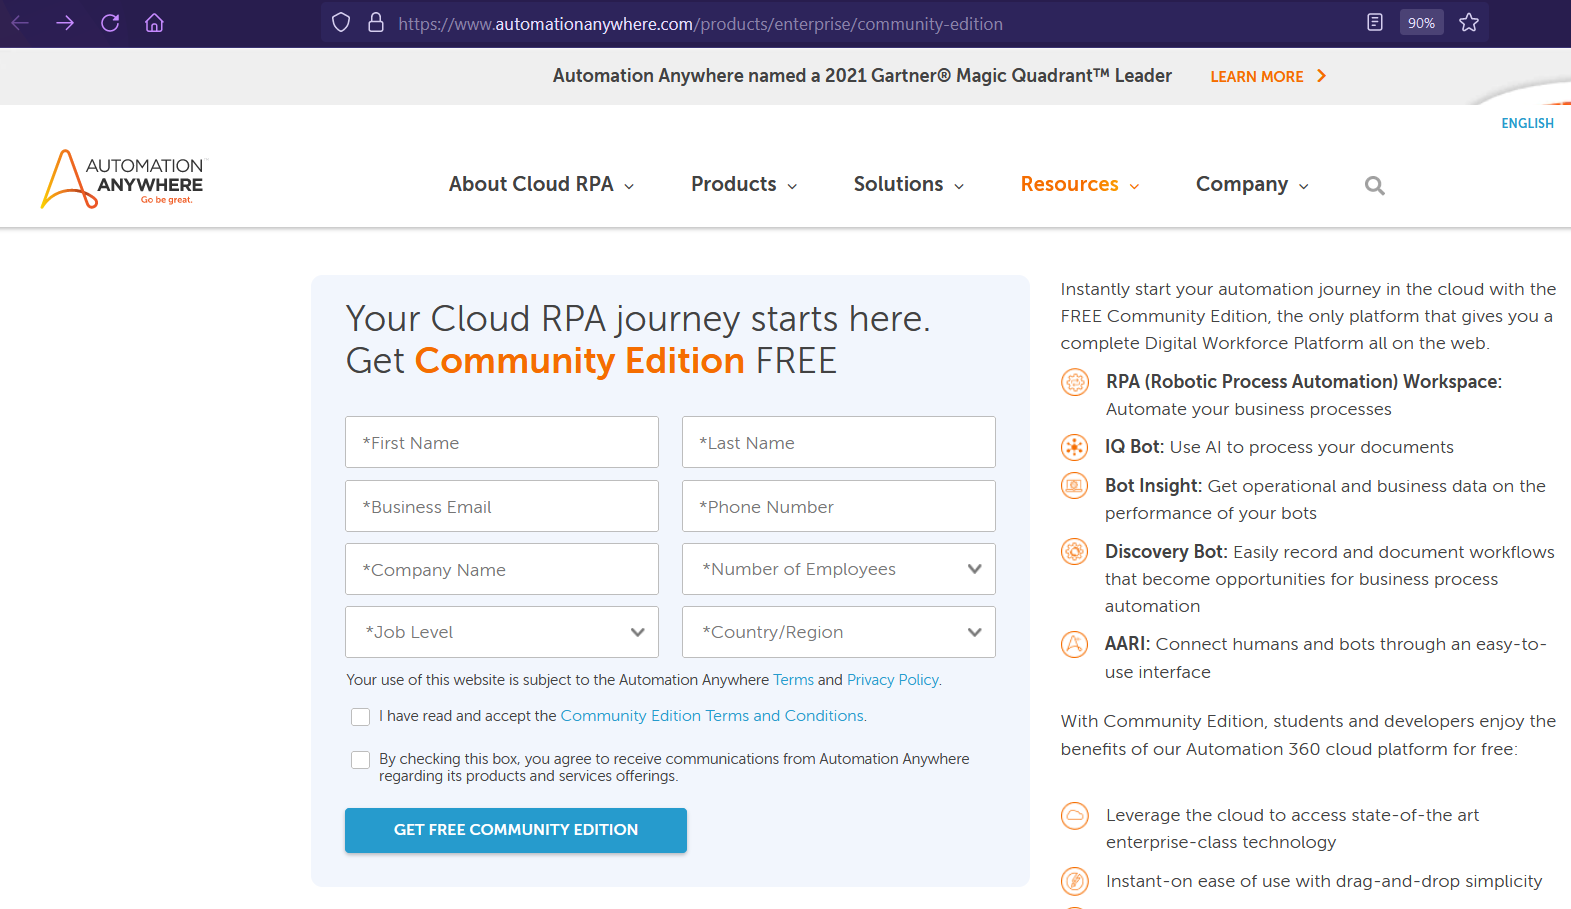 https://www.automationanywhere.com/products/enterprise/community-edition
90%
Automation Anywhere named a 2021 Gartner® Magic Quadrant™ Leader
LEARN MORE
ENGLISH
AUTOMATION
ANYWHERE
Go be great.
About Cloud RPA
Products
Solutions
Resources
Company
Your Cloud RPA journey starts here.
Get Community Edition FREE
*First Name
*Last Name
*Business Email
*Phone Number
*Company Name
*Number of Employees
*Job Level
*Country/Region
Your use of this website is subject to the Automation Anywhere Terms and Privacy Policy.
I have read and accept the Community Edition Terms and Conditions.
By checking this box, you agree to receive communications from Automation Anywhere
regarding its products and services offerings.
GET FREE COMMUNITY EDITION
Instantly start your automation journey in the cloud with the
FREE Community Edition, the only platform that gives you a
complete Digital Workforce Platform all on the web.
RPA (Robotic Process Automation) Workspace:
Automate your business processes
IQ Bot: Use AI to process your documents
Bot Insight: Get operational and business data on the
performance of your bots
Discovery Bot: Easily record and document workflows
that become opportunities for business process
automation
AARI: Connect humans and bots through an easy-to-
use interface
With Community Edition, students and developers enjoy the
benefits of our Automation 360 cloud platform for free:
Leverage the cloud to access state-of-the art
enterprise-class technology
Instant-on ease of use with drag-and-drop simplicity